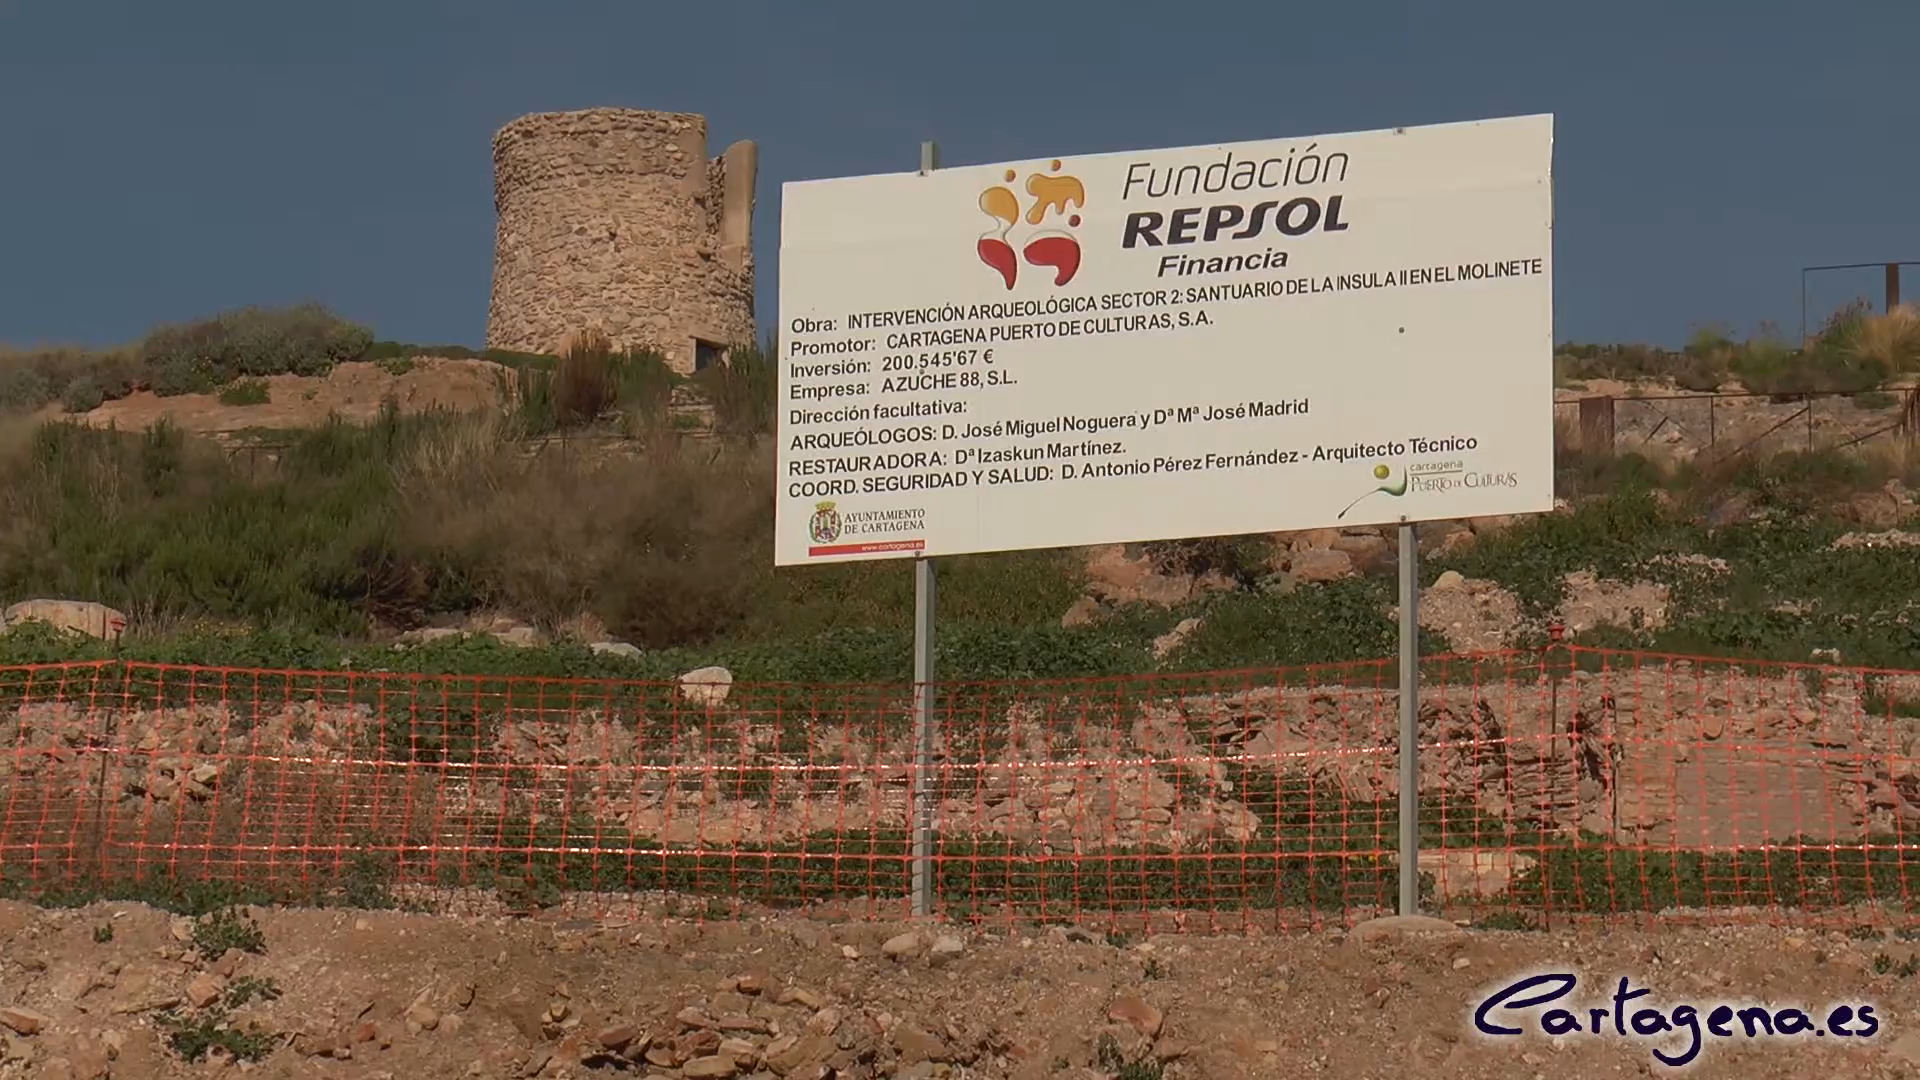 Fundación
REPSOL
Financia
Obra: INTERVENCIÓN ARQUEOLÓGICA SECTOR 2: SANTUARIO DE LA INSULA II EN EL MOLINETE
Promotor: CARTAGENA PUERTO DE CULTURAS, S.A.
Inversión: 200.545'67 €
Empresa: AZUCHE 88, S.L.
Dirección facultativa:
ARQUEÓLOGOS: D. José Miguel Noguera y Dª Mª José Madrid
RESTAURADORA: Dª Izaskun Martínez.
COORD. SEGURIDAD Y SALUD: D. Antonio Pérez Fernández - Arquitecto Técnico
AYUNTAMIENTO
DE CARTAGENA
www.cartagena.es
cartagena
PUERTO DE CULTURAS
Cartagena.es